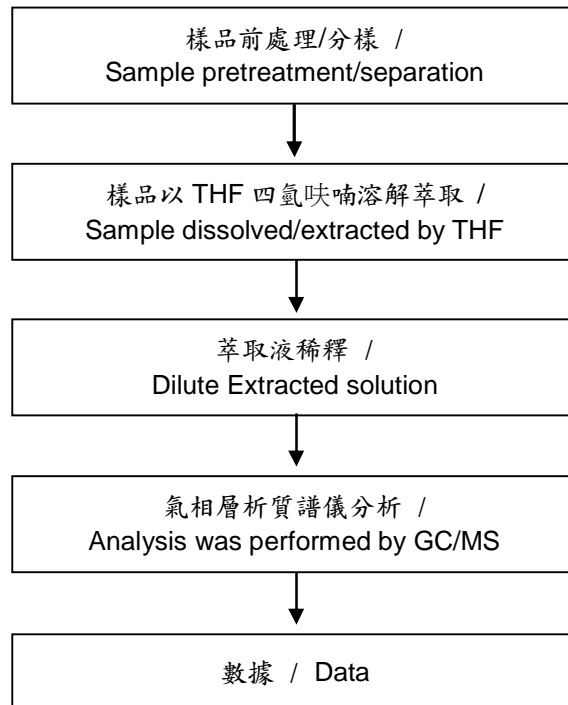 樣品前處理/分樣 /
Sample pretreatment/separation
樣品以 THF 四氫呋喃溶解萃取 /
Sample dissolved/extracted by THF
萃取液稀釋 /
Dilute Extracted solution
氣相層析質譜儀分析 /
Analysis was performed by GC/MS
數據 / Data